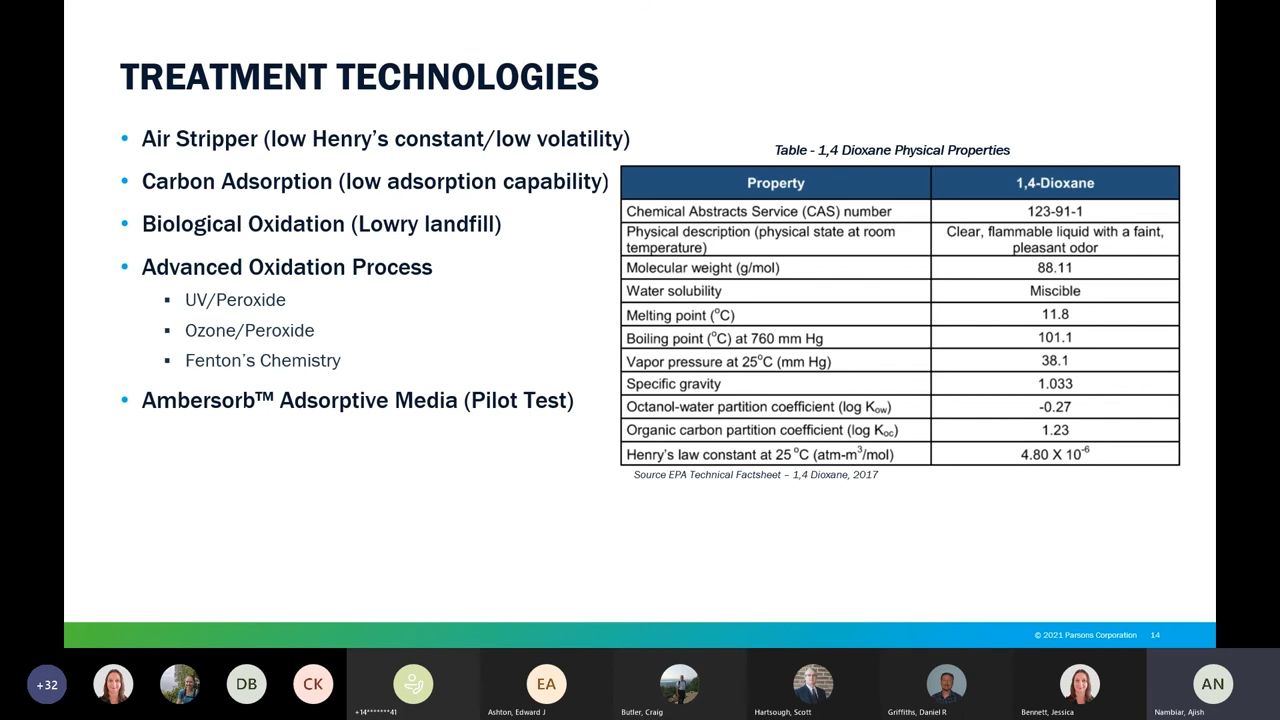 TREATMENT TECHNOLOGIES
• Air Stripper (low Henry's constant/low volatility)
• Carbon Adsorption (low adsorption capability)
• Biological Oxidation (Lowry landfill)
• Advanced Oxidation Process
▪ UV/Peroxide
▪ Ozone/Peroxide
▪ Fenton's Chemistry
• Ambersorb™ Adsorptive Media (Pilot Test)
Table - 1,4 Dioxane Physical Properties
Property 1,4-Dioxane
Chemical Abstracts Service (CAS) number 123-91-1
Physical description (physical state at room
temperature)
Clear, flammable liquid with a faint,
pleasant odor
Molecular weight (g/mol) 88.11
Water solubility Miscible
Melting point (°C) 11.8
Boiling point (°C) at 760 mm Hg 101.1
Vapor pressure at 25°C (mm Hg) 38.1
Specific gravity 1.033
Octanol-water partition coefficient (log Kow) -0.27
Organic carbon partition coefficient (log Koc) 1.23
Henry's law constant at 25 °C (atm-m³/mol) 4.80 X 10⁻⁶
Source EPA Technical Factsheet – 1,4 Dioxane, 2017
© 2021 Parsons Corporation 14
+32 DB CK EA AN
+14*******41 Ashton, Edward J Butler, Craig Hartsough, Scott Griffiths, Daniel R Bennett, Jessica Nambiar, Ajish